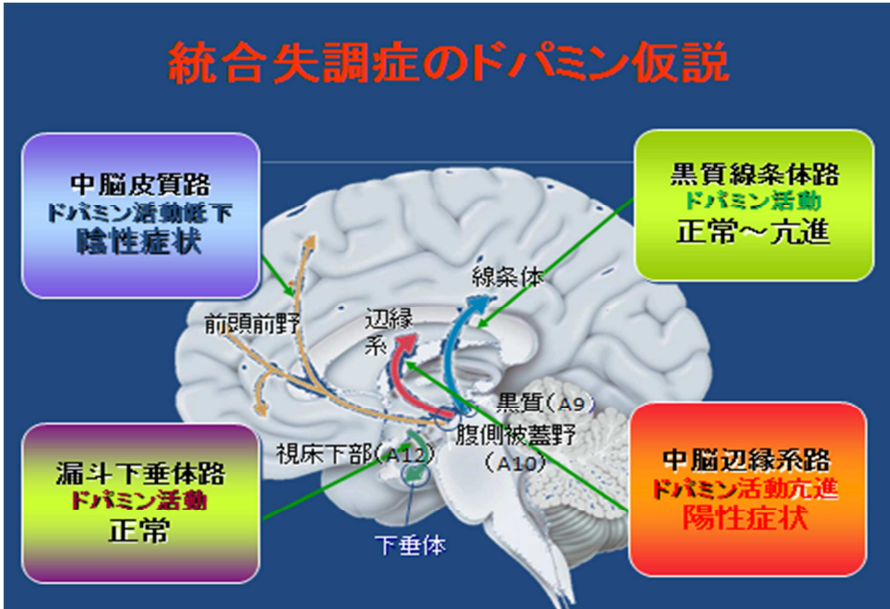 統合失調症のドパミン仮説
中脳皮質路
ドパミン活動低下
陰性症状
黒質線条体路
ドパミン活動
正常～亢進
線条体
辺縁
系
前頭前野
黒質(A9)
腹側被蓋野
(A10)
視床下部(A12)
下垂体
漏斗下垂体路
ドパミン活動
正常
中脳辺縁系路
ドパミン活動亢進
陽性症状